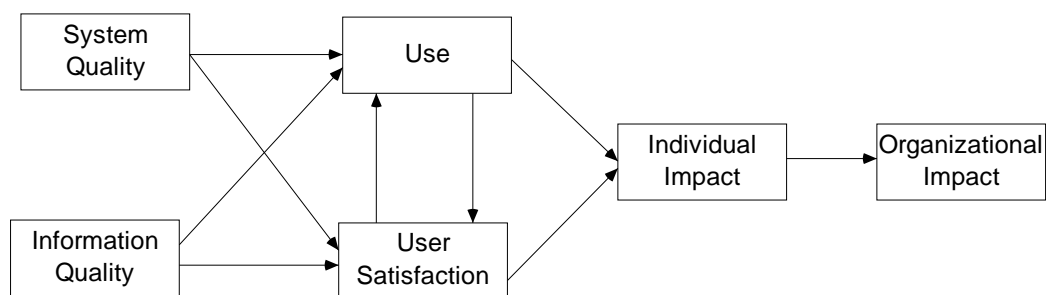 System
Quality
Use
Individual
Impact
Organizational
Impact
Information
Quality
User
Satisfaction